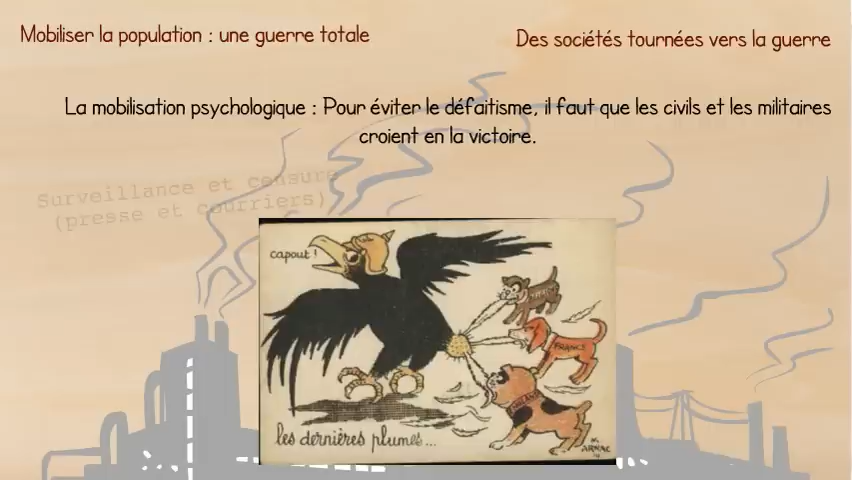 Mobiliser la population : une guerre totale
Des sociétés tournées vers la guerre
La mobilisation psychologique : Pour éviter le défaitisme, il faut que les civils et les militaires
croient en la victoire.
Surveillance et censure
(presse et courriers)
capout !
FRANCE
les dernières plumes...
M.
ARNAC